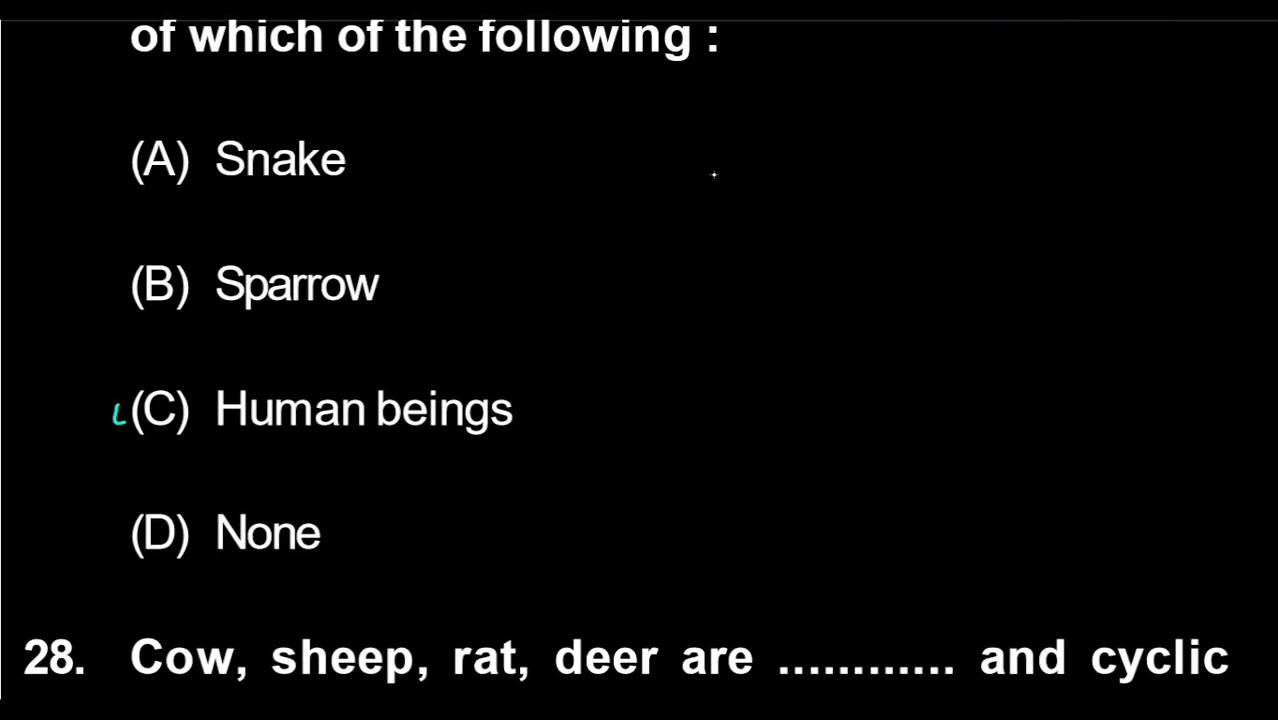 of which of the following :
(A) Snake
(B) Sparrow
(C) Human beings
(D) None
28. Cow, sheep, rat, deer are ............ and cyclic